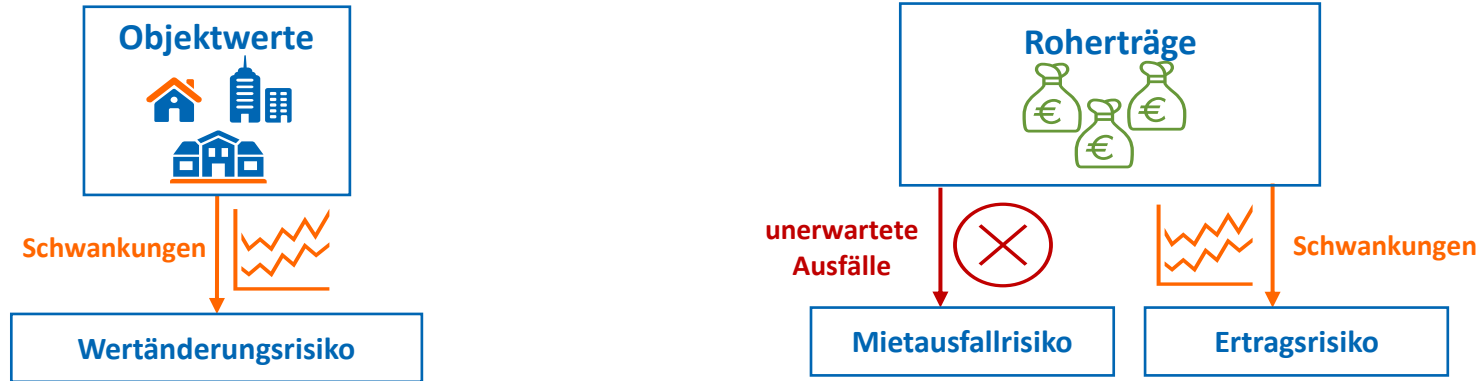 Objektwerte
Schwankungen
Wertänderungsrisiko
Roherträge
€
€
€
unerwartete
Ausfälle
Schwankungen
Mietausfallrisiko
Ertragsrisiko